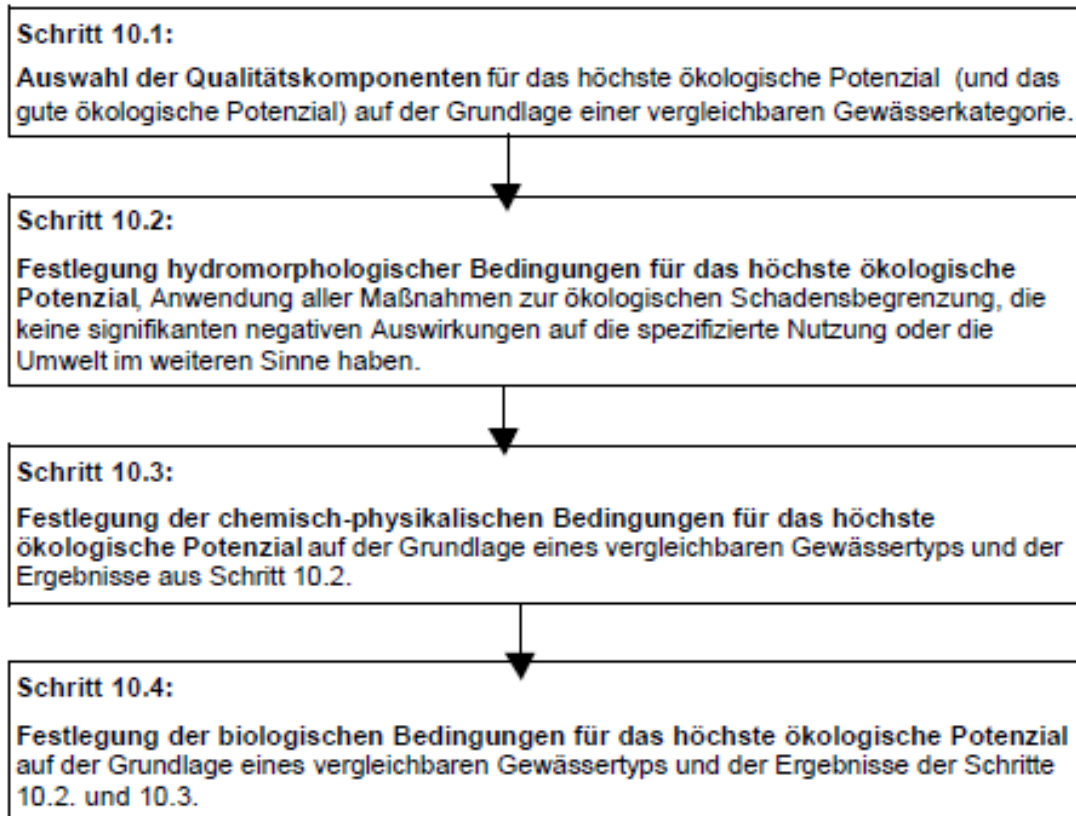 Schritt 10.1:
Auswahl der Qualitätskomponenten für das höchste ökologische Potenzial (und das
gute ökologische Potenzial) auf der Grundlage einer vergleichbaren Gewässerkategorie.
Schritt 10.2:
Festlegung hydromorphologischer Bedingungen für das höchste ökologische
Potenzial, Anwendung aller Maßnahmen zur ökologischen Schadensbegrenzung, die
keine signifikanten negativen Auswirkungen auf die spezifizierte Nutzung oder die
Umwelt im weiteren Sinne haben.
Schritt 10.3:
Festlegung der chemisch-physikalischen Bedingungen für das höchste
ökologische Potenzial auf der Grundlage eines vergleichbaren Gewässertyps und der
Ergebnisse aus Schritt 10.2.
Schritt 10.4:
Festlegung der biologischen Bedingungen für das höchste ökologische Potenzial
auf der Grundlage eines vergleichbaren Gewässertyps und der Ergebnisse der Schritte
10.2. und 10.3.